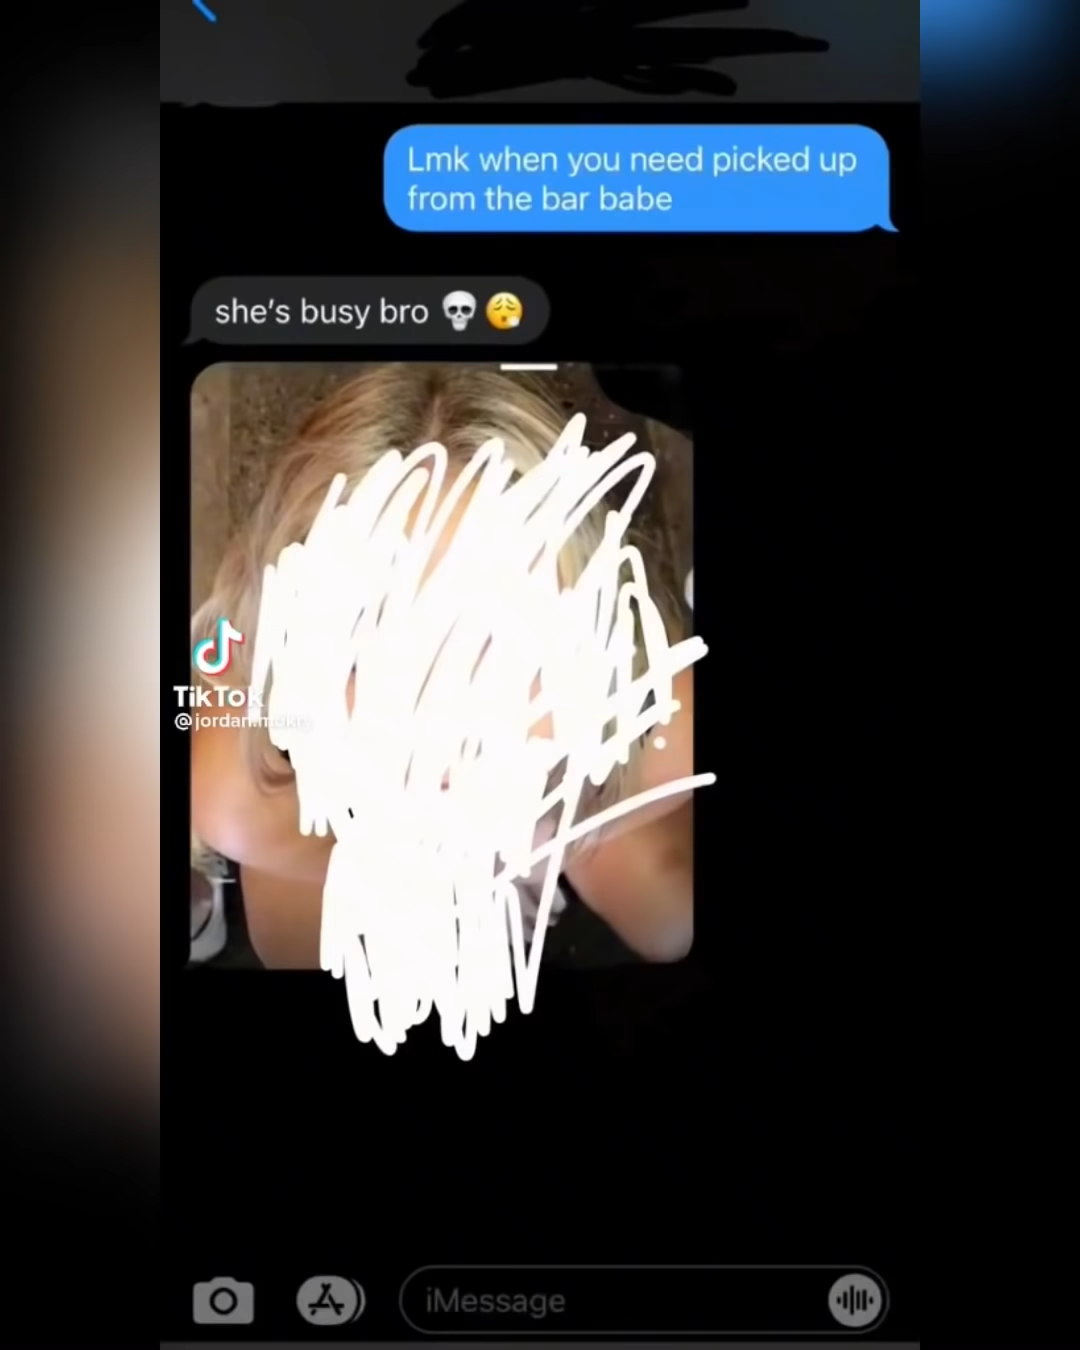 Lmk when you need picked up
from the bar babe
she's busy bro 💀😮‍💨
TikTok
iMessage